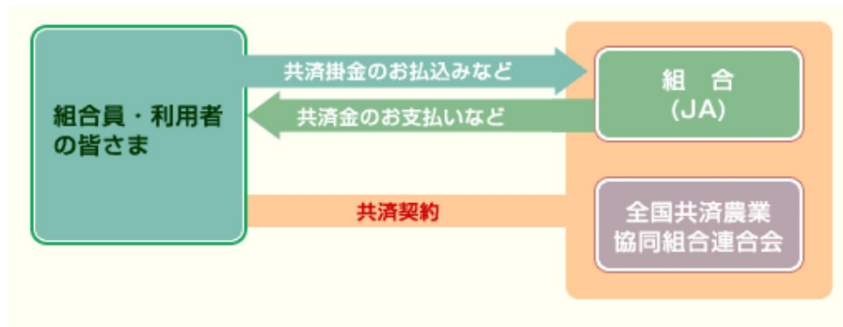 組合員・利用者
の皆さま
共済掛金のお払込みなど
共済金のお支払いなど
共済契約
組　合
(JA)
全国共済農業
協同組合連合会